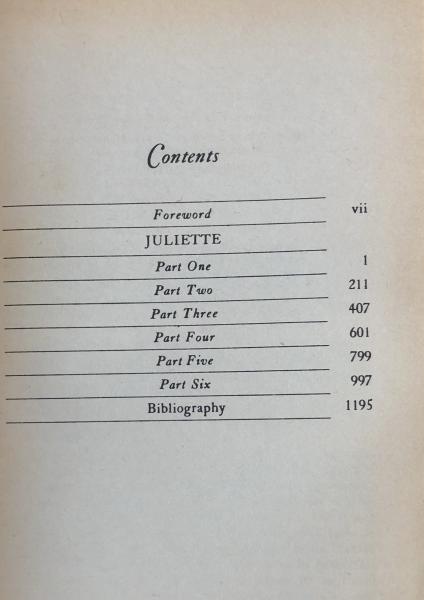 Contents
Foreword vii
JULIETTE
Part One 1
Part Two 211
Part Three 407
Part Four 601
Part Five 799
Part Six 997
Bibliography 1195